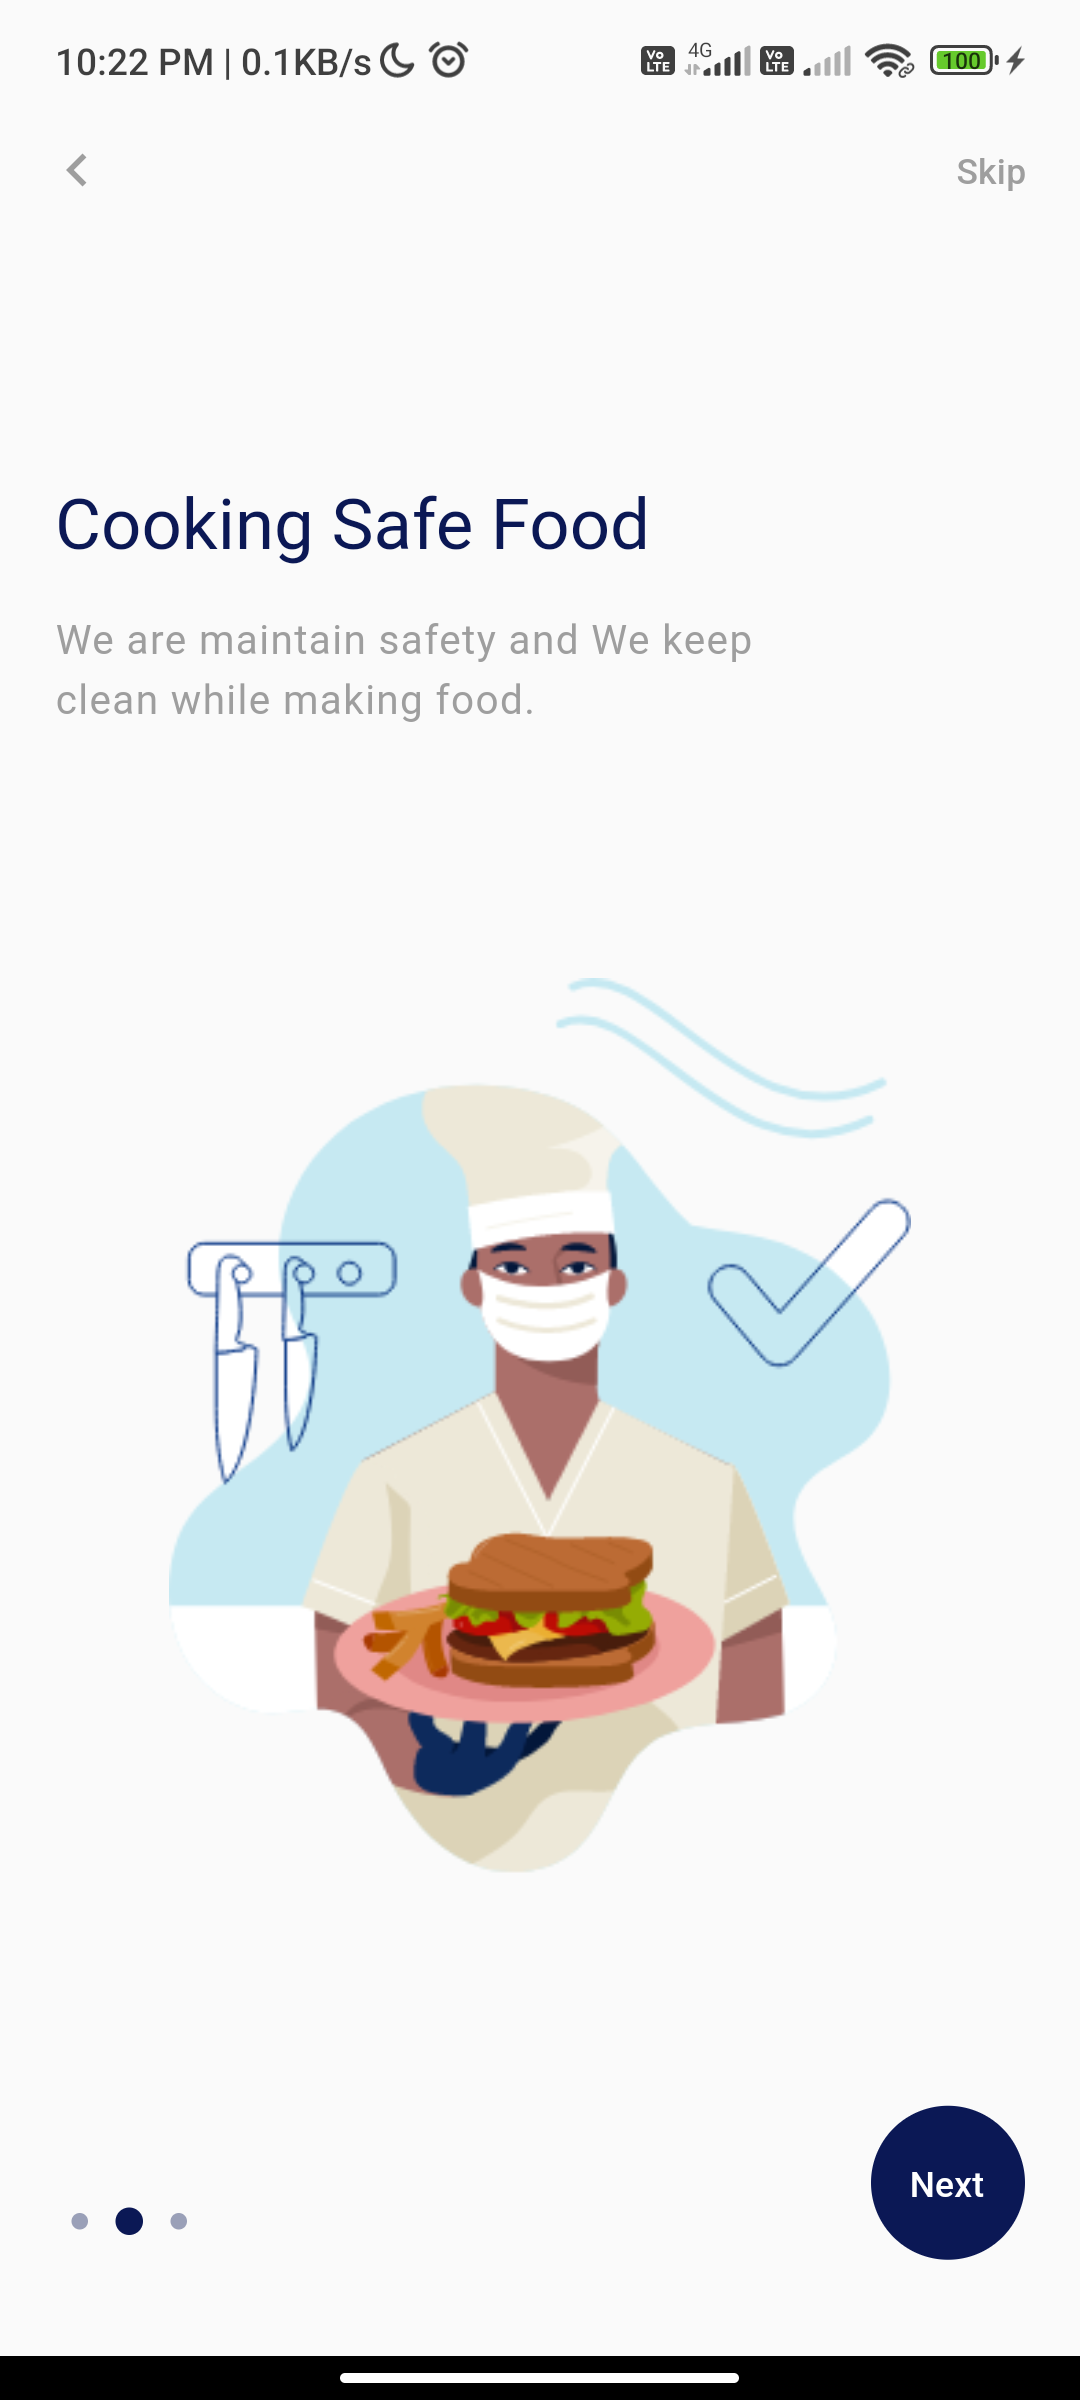 10:22 PM | 0.1KB/s Vo LTE 4G Vo LTE 100
Skip
Cooking Safe Food
We are maintain safety and We keep
clean while making food.
Next